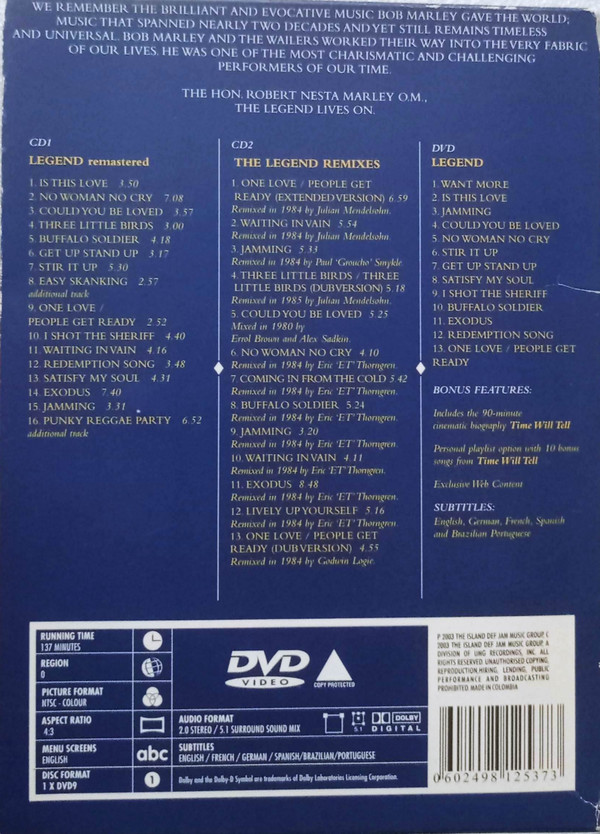 WE REMEMBER THE BRILLIANT AND EVOCATIVE MUSIC BOB MARLEY GAVE THE WORLD;
MUSIC THAT SPANNED NEARLY TWO DECADES AND YET STILL REMAINS TIMELESS
AND UNIVERSAL. BOB MARLEY AND THE WAILERS WORKED THEIR WAY INTO THE VERY FABRIC
OF OUR LIVES. HE WAS ONE OF THE MOST CHARISMATIC AND CHALLENGING
PERFORMERS OF OUR TIME.
THE HON. ROBERT NESTA MARLEY O.M.,
THE LEGEND LIVES ON.
CD1
LEGEND remastered
1. IS THIS LOVE 3.50
2. NO WOMAN NO CRY 7.08
3. COULD YOU BE LOVED 3.57
4. THREE LITTLE BIRDS 3.00
5. BUFFALO SOLDIER 4.18
6. GET UP STAND UP 3.17
7. STIR IT UP 5.30
8. EASY SKANKING 2.57
additional track
9. ONE LOVE /
PEOPLE GET READY 2.52
10. I SHOT THE SHERIFF 4.40
11. WAITING IN VAIN 4.16
12. REDEMPTION SONG 3.48
13. SATISFY MY SOUL 4.31
14. EXODUS 7.40
15. JAMMING 3.31
16. PUNKY REGGAE PARTY 6.52
additional track
CD2
THE LEGEND REMIXES
1. ONE LOVE / PEOPLE GET
READY (EXTENDED VERSION) 6.59
Remixed in 1984 by Julian Mendelsohn.
2. WAITING IN VAIN 5.54
Remixed in 1984 by Julian Mendelsohn.
3. JAMMING 5.33
Remixed in 1984 by Paul 'Groucho' Smykle.
4. THREE LITTLE BIRDS / THREE
LITTLE BIRDS (DUB VERSION) 5.18
Remixed in 1985 by Julian Mendelsohn.
5. COULD YOU BE LOVED 5.25
Mixed in 1980 by
Errol Brown and Alex Sadkin.
6. NO WOMAN NO CRY 4.10
Remixed in 1984 by Eric 'ET' Thorngren.
7. COMING IN FROM THE COLD 5.42
Remixed in 1984 by Eric 'ET' Thorngren.
8. BUFFALO SOLDIER 5.24
Remixed in 1984 by Eric 'ET' Thorngren.
9. JAMMING 3.20
Remixed in 1984 by Eric 'ET' Thorngren.
10. WAITING IN VAIN 4.11
Remixed in 1984 by Eric 'ET' Thorngren.
11. EXODUS 8.48
Remixed in 1984 by Eric 'ET' Thorngren.
12. LIVELY UP YOURSELF 5.16
Remixed in 1984 by Eric 'ET' Thorngren.
13. ONE LOVE / PEOPLE GET
READY (DUB VERSION) 4.55
Remixed in 1984 by Godwin Logie.
DVD
LEGEND
1. WANT MORE
2. IS THIS LOVE
3. JAMMING
4. COULD YOU BE LOVED
5. NO WOMAN NO CRY
6. STIR IT UP
7. GET UP STAND UP
8. SATISFY MY SOUL
9. I SHOT THE SHERIFF
10. BUFFALO SOLDIER
11. EXODUS
12. REDEMPTION SONG
13. ONE LOVE / PEOPLE GET
READY
BONUS FEATURES:
Includes the 90-minute
cinematic biography Time Will Tell
Personal playlist option with 10 bonus
songs from Time Will Tell
Exclusive Web Content
SUBTITLES:
English, German, French, Spanish
and Brazilian Portuguese
RUNNING TIME
137 MINUTES
REGION
0
PICTURE FORMAT
NTSC - COLOUR
ASPECT RATIO
4:3
MENU SCREENS
ENGLISH
abc
DISC FORMAT
1 X DVD9
1
DVD
VIDEO
COPY PROTECTED
AUDIO FORMAT
2.0 STEREO / 5.1 SURROUND SOUND MIX
5.1
DOLBY
DIGITAL
SUBTITLES
ENGLISH / FRENCH / GERMAN / SPANISH/BRAZILIAN/PORTUGUESE
Dolby and the Dolby-D Symbol are trademarks of Dolby Laboratories Licensing Corporation.
P 2003 THE ISLAND DEF JAM MUSIC GROUP, C
2003 THE ISLAND DEF JAM MUSIC GROUP. A
DIVISION OF UMG RECORDINGS, INC. ALL
RIGHTS RESERVED. UNAUTHORISED COPYING,
REPRODUCTION, HIRING, LENDING, PUBLIC
PERFORMANCE AND BROADCASTING
PROHIBITED. MADE IN COLOMBIA
0 602498 125373